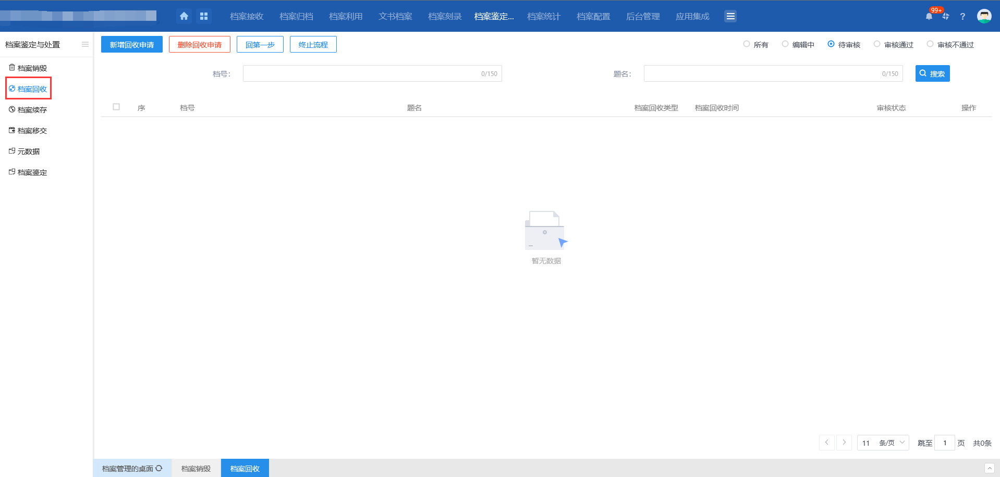 档案接收 档案归档 档案利用 文书档案 档案刻录 档案鉴定... 档案统计 档案配置 后台管理 应用集成 99+ ?
档案鉴定与处置
档案销毁
档案回收
档案续存
档案移交
元数据
档案鉴定
新增回收申请 删除回收申请 回第一步 终止流程 所有 编辑中 待审核 审核通过 审核不通过
档号： 0/150 题名： 0/150 搜索
序 档号 题名 档案回收类型 档案回收时间 审核状态 操作
暂无数据
11 条/页 跳至 1 页 共0条
档案管理的桌面 档案销毁 档案回收